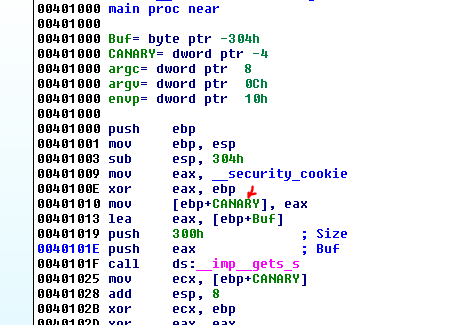 00401000 main proc near
00401000
00401000 Buf= byte ptr -304h
00401000 CANARY= dword ptr -4
00401000 argc= dword ptr  8
00401000 argv= dword ptr  0Ch
00401000 envp= dword ptr  10h
00401000
00401000 push    ebp
00401001 mov     ebp, esp
00401003 sub     esp, 304h
00401009 mov     eax, __security_cookie
0040100E xor     eax, ebp
00401010 mov     [ebp+CANARY], eax
00401013 lea     eax, [ebp+Buf]
00401019 push    300h            ; Size
0040101E push    eax             ; Buf
0040101F call    ds:__imp__gets_s
00401025 mov     ecx, [ebp+CANARY]
00401028 add     esp, 8
0040102B xor     ecx, ebp
0040102D xor     eax, eax